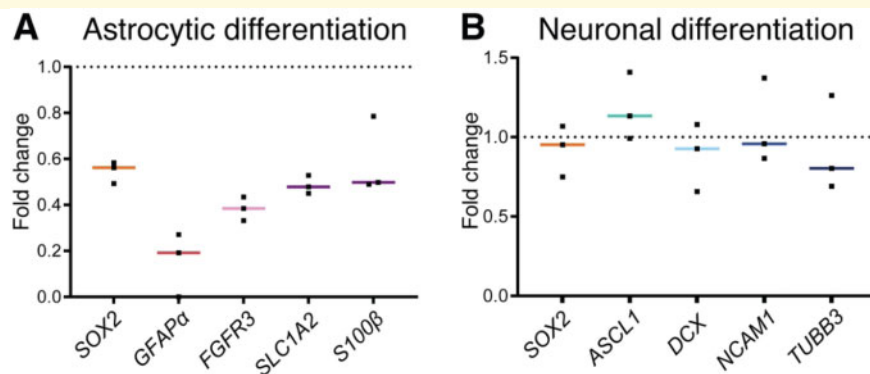 A Astrocytic differentiation
Fold change
1.0
0.8
0.6
0.4
0.2
0.0
SOX2
GFAPα
FGFR3
SLC1A2
S100β
B Neuronal differentiation
Fold change
1.5
1.0
0.5
0.0
SOX2
ASCL1
DCX
NCAM1
TUBB3